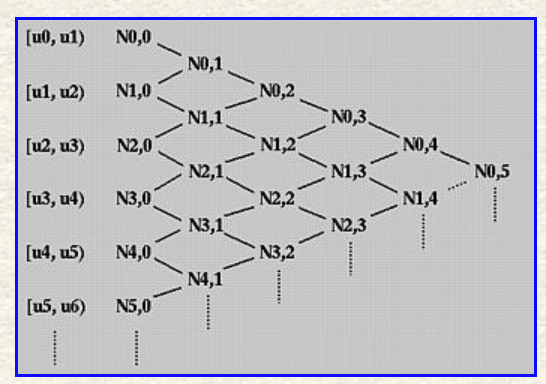 [u0, u1) N0,0
N0,1
[u1, u2) N1,0 N0,2
N1,1 N0,3
[u2, u3) N2,0 N1,2 N0,4
N2,1 N1,3 N0,5
[u3, u4) N3,0 N2,2 N1,4
N3,1 N2,3
[u4, u5) N4,0 N3,2
N4,1
[u5, u6) N5,0